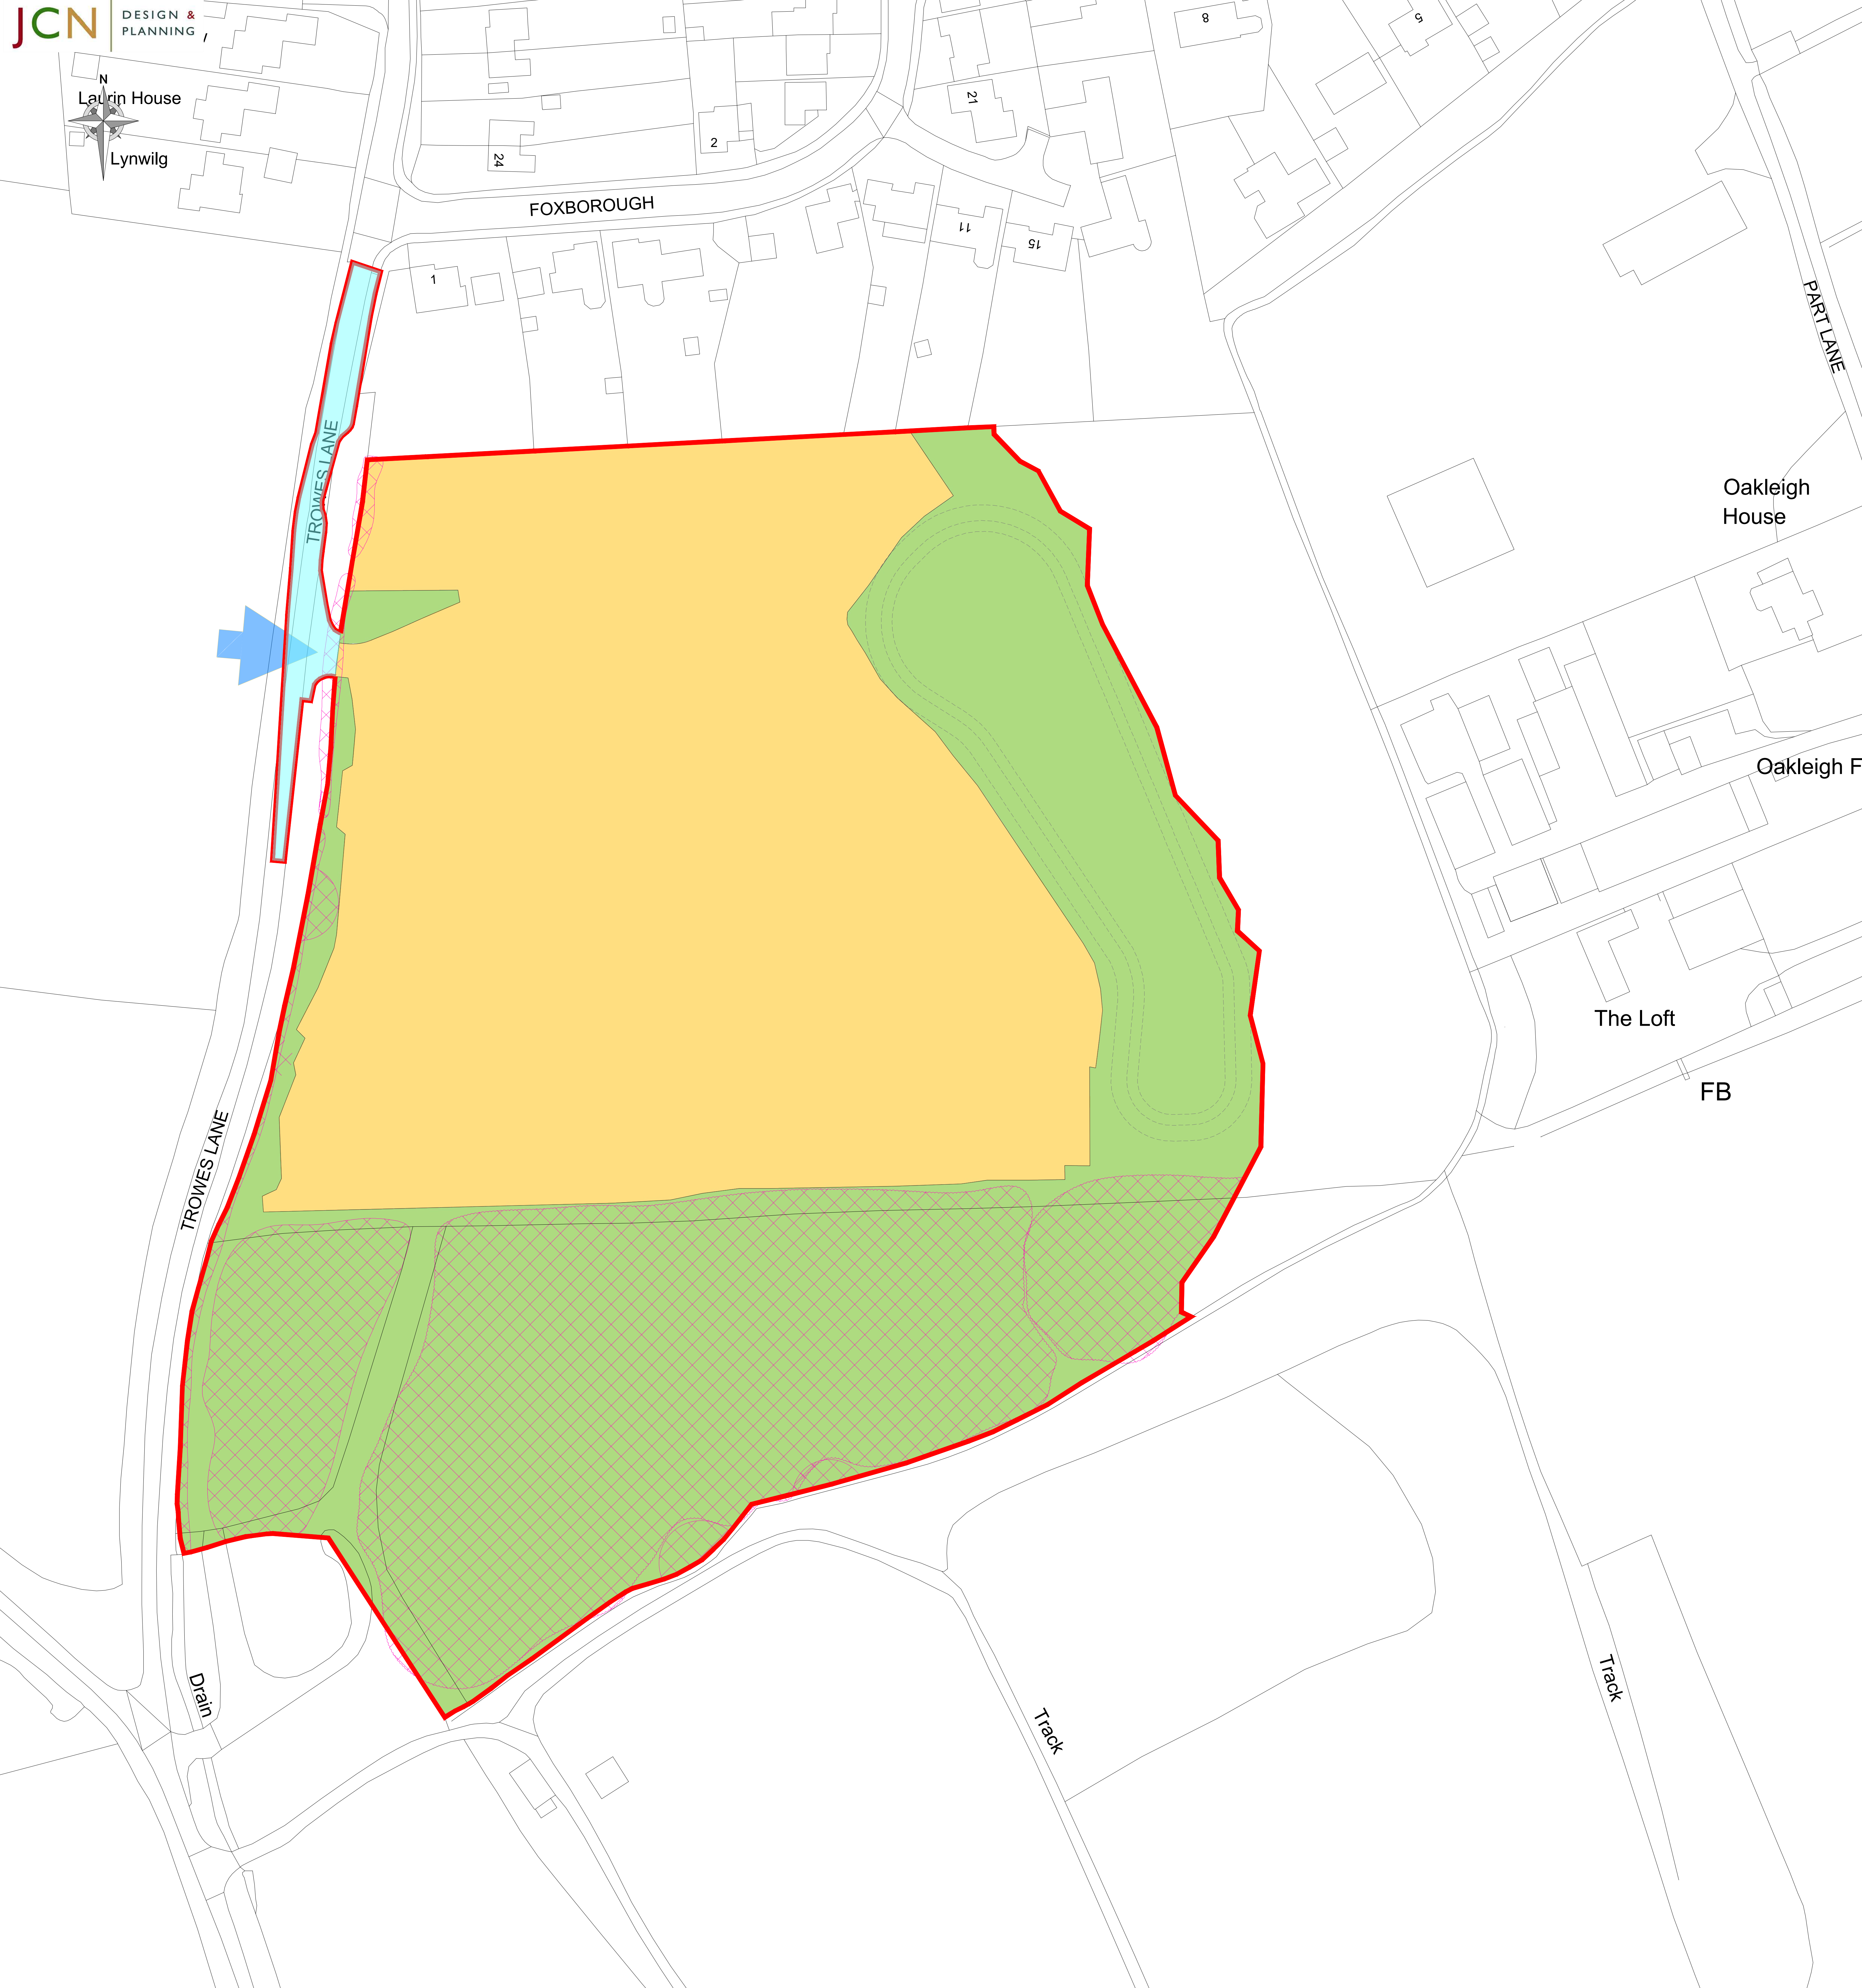 JCN DESIGN &
PLANNING
N
Laurin House
Lynwilg
24
2
21
8
5
FOXBOROUGH
1
11
15
PART LANE
TROWES LANE
Oakleigh
House
Oakleigh F
The Loft
FB
TROWES LANE
Drain
Track
Track